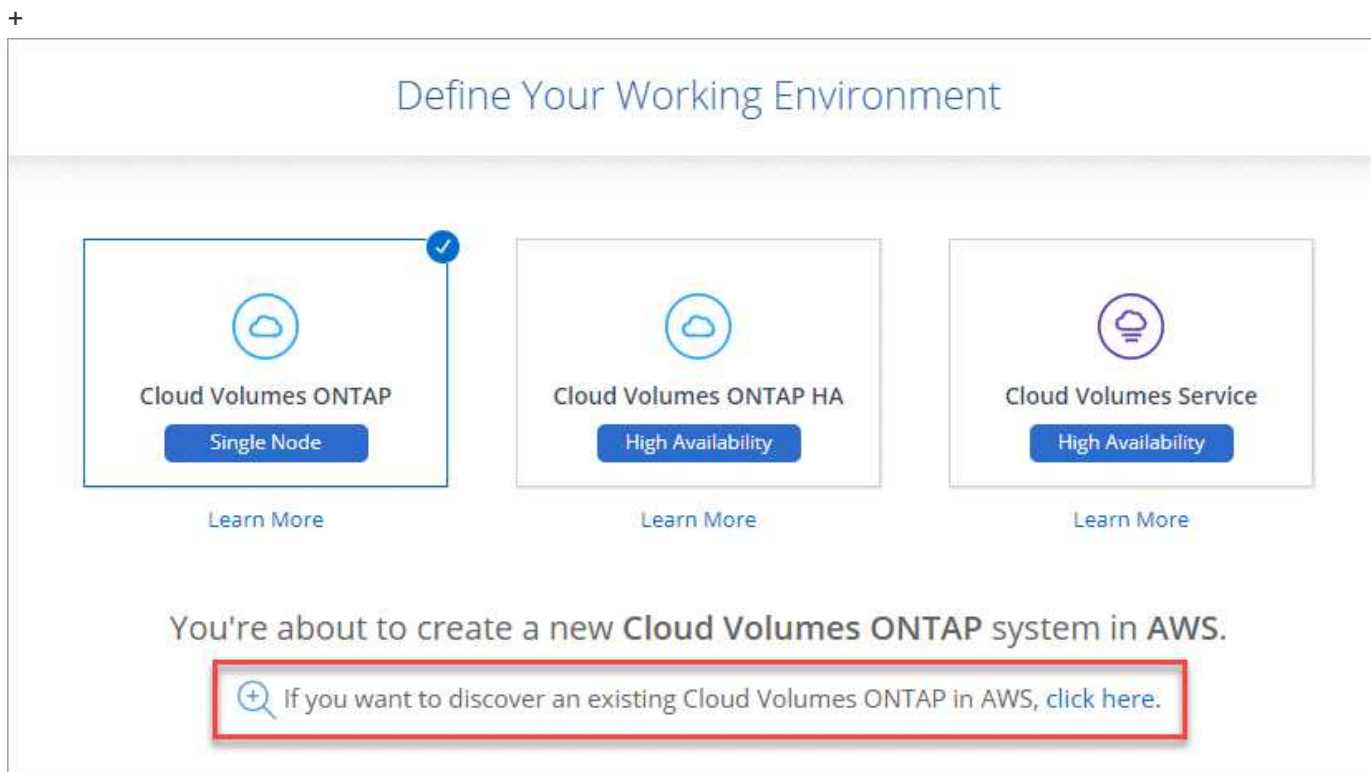 +
Define Your Working Environment
Cloud Volumes ONTAP
Single Node
Learn More
Cloud Volumes ONTAP HA
High Availability
Learn More
Cloud Volumes Service
High Availability
Learn More
You're about to create a new Cloud Volumes ONTAP system in AWS.
If you want to discover an existing Cloud Volumes ONTAP in AWS, click here.